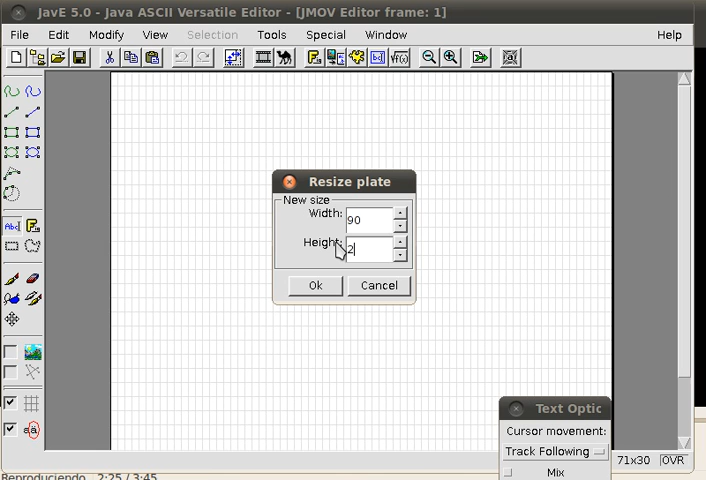 JavE 5.0 - Java ASCII Versatile Editor - [JMOV Editor frame: 1]
File Edit Modify View Selection Tools Special Window Help
Resize plate
New size
Width: 90
Height: 2
Ok Cancel
Text Optic
Cursor movement:
Track Following
Mix
71x30 OVR
Reproduciendo 2:25 / 3:45